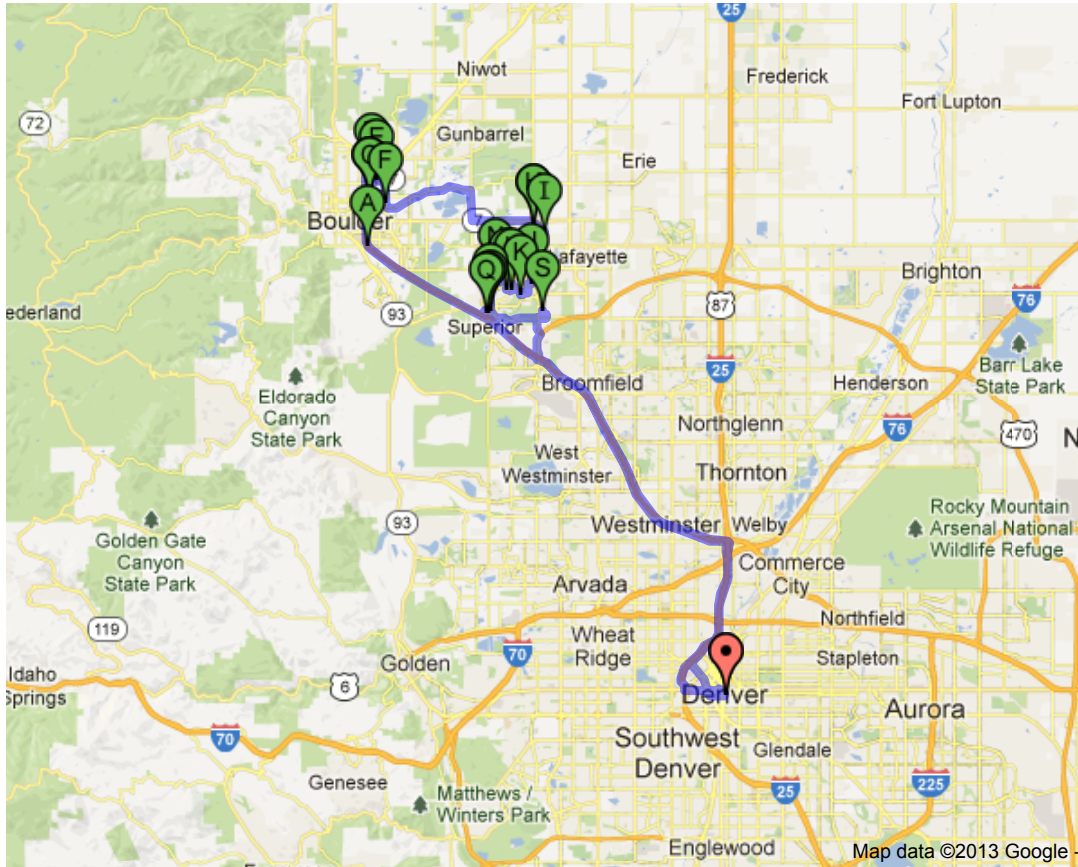 25
Niwot
Frederick
Fort Lupton
72
Gunbarrel
Erie
E
F
I
A
Boulder
7
N
K
S
Q
Lafayette
Brighton
ederland
93
Superior
87
76
Barr Lake
State Park
25
Broomfield
Henderson
Eldorado
Canyon
State Park
Northglenn
76
470
N
West
Westminster
Thornton
93
Rocky Mountain
Arsenal National
Wildlife Refuge
Golden Gate
Canyon
State Park
Westminster
Welby
Commerce
City
Arvada
119
Northfield
Wheat
Ridge
70
Stapleton
Golden
Idaho
Springs
6
Denver
Aurora
70
Southwest
Denver
Glendale
Genesee
25
225
Matthews /
Winters Park
Englewood
Map data ©2013 Google -